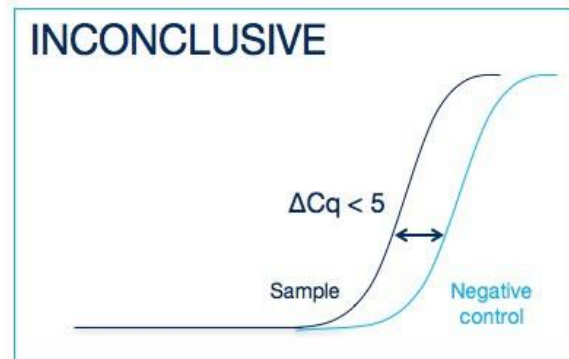 INCONCLUSIVE
ΔCq < 5
Sample
Negative
control